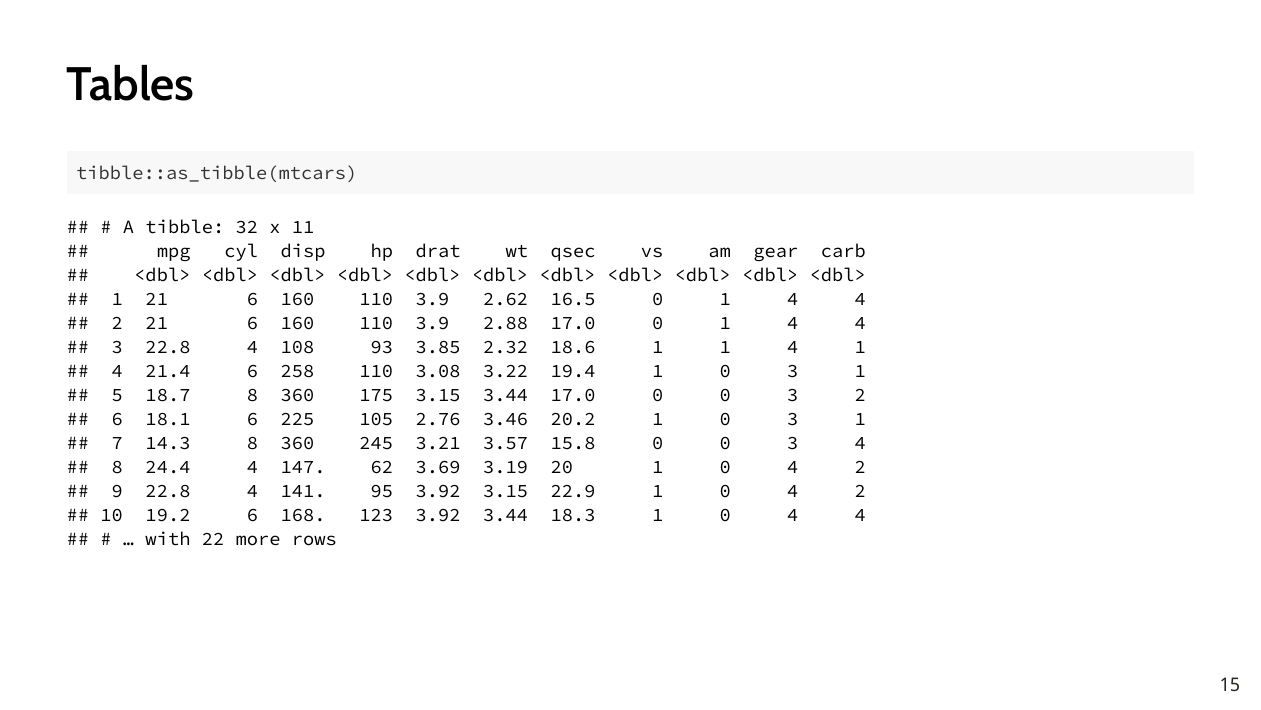 Tables
tibble::as_tibble(mtcars)
## # A tibble: 32 x 11
##      mpg   cyl  disp    hp  drat    wt  qsec    vs    am  gear  carb
##    <dbl> <dbl> <dbl> <dbl> <dbl> <dbl> <dbl> <dbl> <dbl> <dbl> <dbl>
##  1  21       6  160    110  3.9   2.62  16.5     0     1     4     4
##  2  21       6  160    110  3.9   2.88  17.0     0     1     4     4
##  3  22.8     4  108     93  3.85  2.32  18.6     1     1     4     1
##  4  21.4     6  258    110  3.08  3.22  19.4     1     0     3     1
##  5  18.7     8  360    175  3.15  3.44  17.0     0     0     3     2
##  6  18.1     6  225    105  2.76  3.46  20.2     1     0     3     1
##  7  14.3     8  360    245  3.21  3.57  15.8     0     0     3     4
##  8  24.4     4  147.    62  3.69  3.19  20       1     0     4     2
##  9  22.8     4  141.    95  3.92  3.15  22.9     1     0     4     2
## 10  19.2     6  168.   123  3.92  3.44  18.3     1     0     4     4
## # … with 22 more rows
15